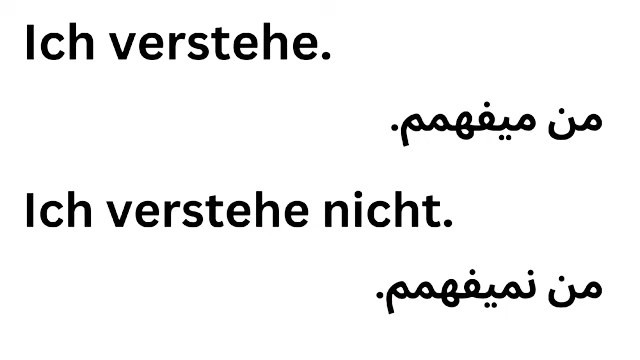 Ich verstehe.
من میفهمم.
Ich verstehe nicht.
من نمیفهمم.